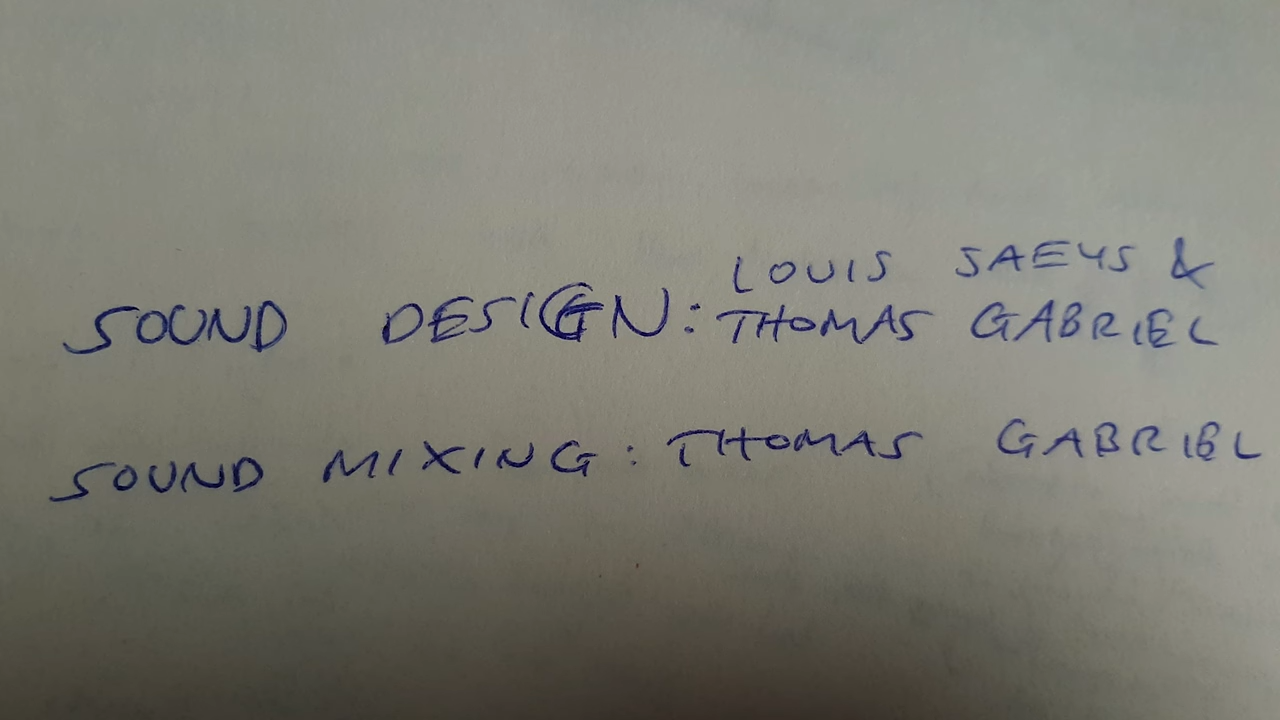 SOUND DESIGN: LOUIS SAEYS &
THOMAS GABRIEL
SOUND MIXING: THOMAS GABRIEL